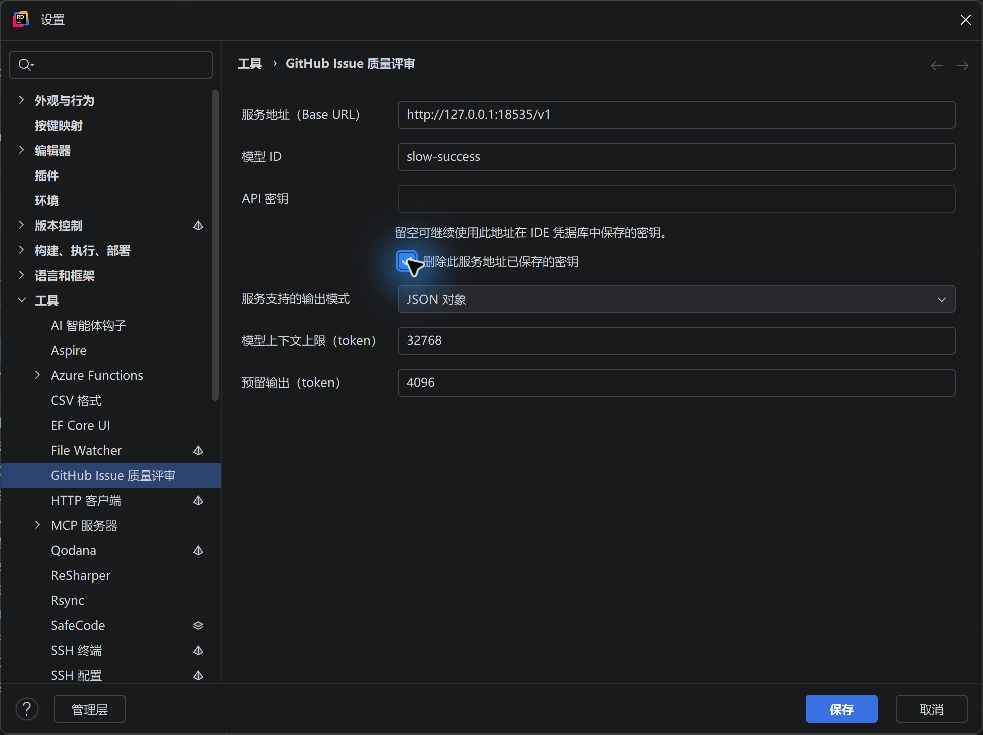 设置
工具 › GitHub Issue 质量评审
外观与行为
按键映射
编辑器
插件
环境
版本控制
构建、执行、部署
语言和框架
工具
AI 智能体钩子
Aspire
Azure Functions
CSV 格式
EF Core UI
File Watcher
GitHub Issue 质量评审
HTTP 客户端
MCP 服务器
Qodana
ReSharper
Rsync
SafeCode
SSH 终端
SSH 配置
服务地址（Base URL） http://127.0.0.1:18535/v1
模型 ID slow-success
API 密钥
留空可继续使用此地址在 IDE 凭据库中保存的密钥。
删除此服务地址已保存的密钥
服务支持的输出模式 JSON 对象
模型上下文上限（token） 32768
预留输出（token） 4096
? 管理层 保存 取消